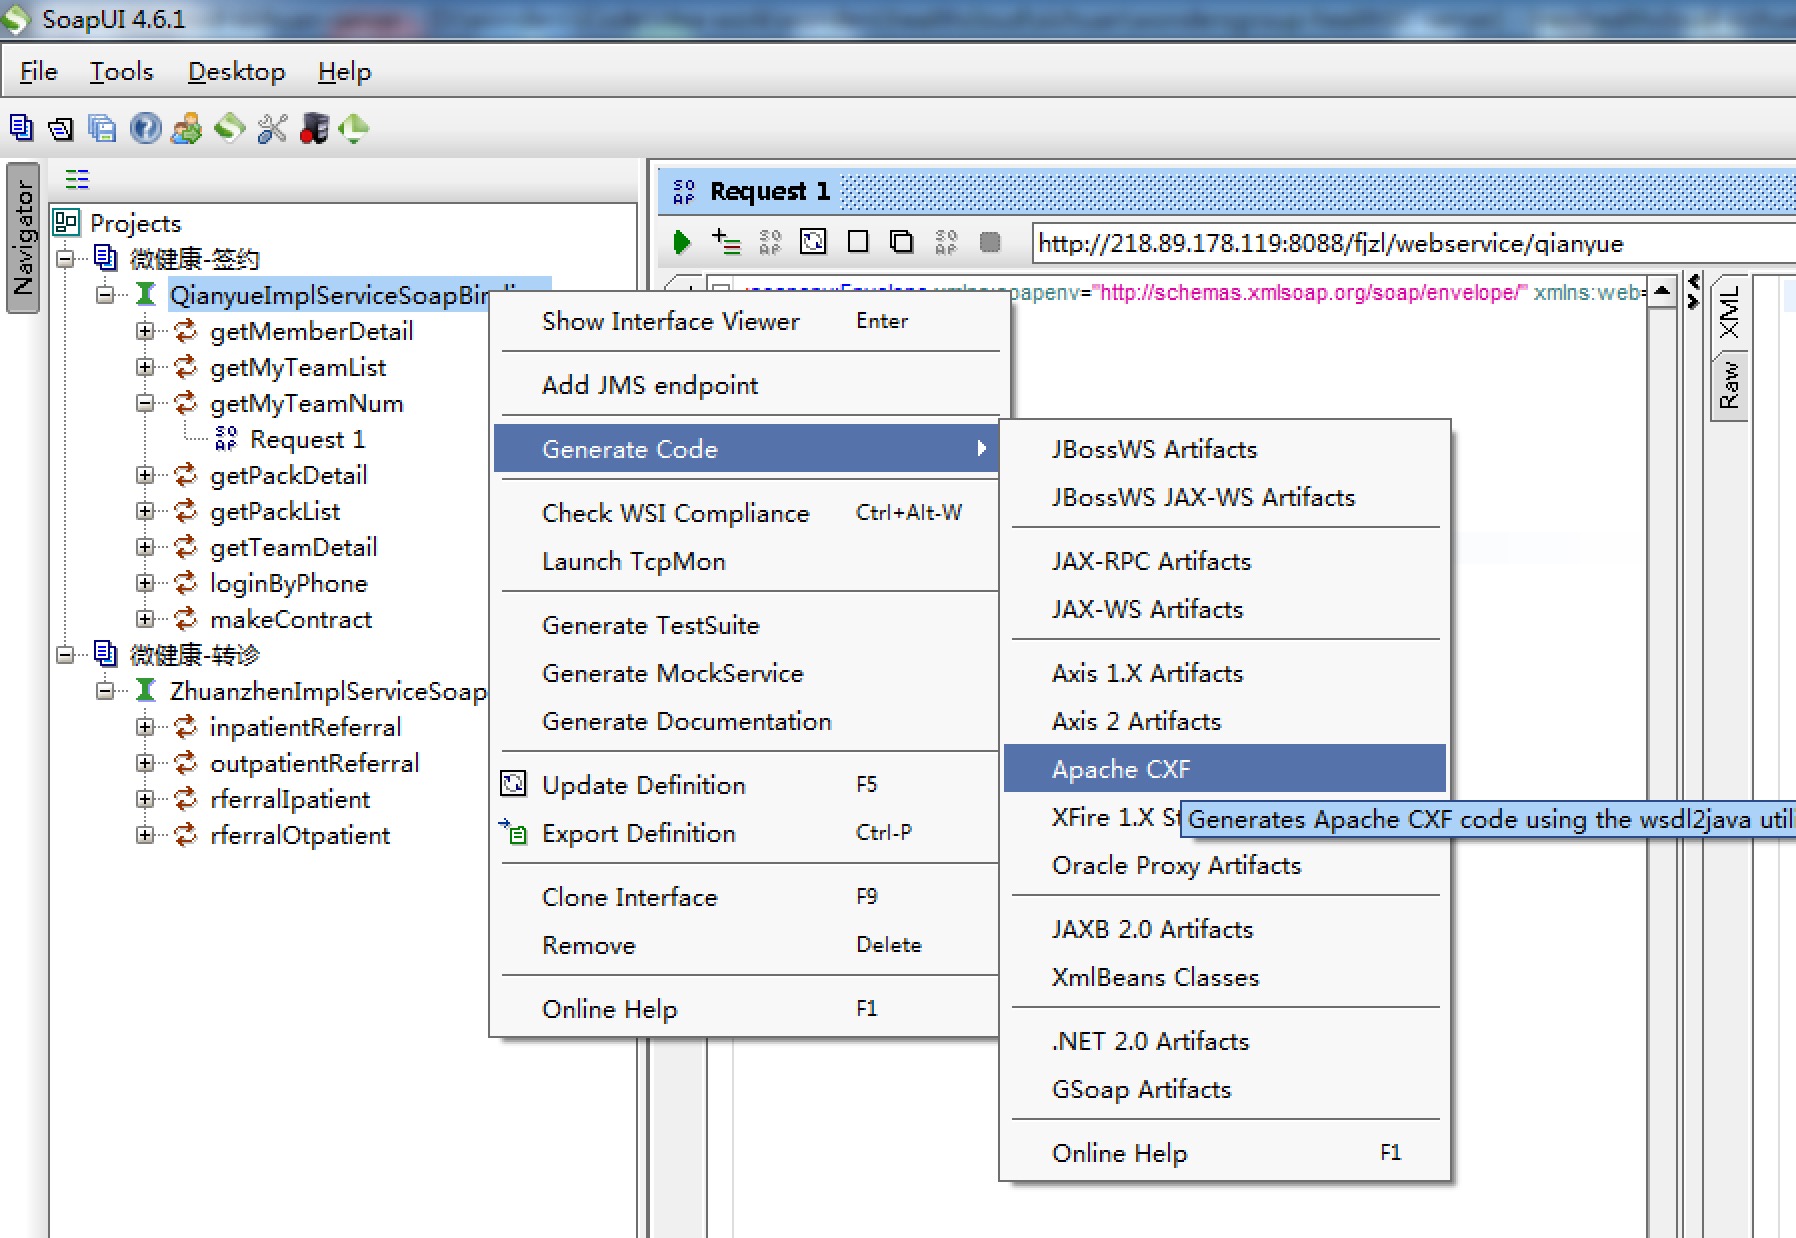 SoapUI 4.6.1
File Tools Desktop Help
Navigator
Projects
微健康-签约
QianyueImplServiceSoapBindi
getMemberDetail
getMyTeamList
getMyTeamNum
Request 1
getPackDetail
getPackList
getTeamDetail
loginByPhone
makeContract
微健康-转诊
ZhuanzhenImplServiceSoap
inpatientReferral
outpatientReferral
rferralIpatient
rferralOtpatient
Request 1
http://218.89.178.119:8088/fjzl/webservice/qianyue
="http://schemas.xmlsoap.org/soap/envelope/" xmlns:web=
XML
Raw
Show Interface Viewer Enter
Add JMS endpoint
Generate Code
Check WSI Compliance Ctrl+Alt-W
Launch TcpMon
Generate TestSuite
Generate MockService
Generate Documentation
Update Definition F5
Export Definition Ctrl-P
Clone Interface F9
Remove Delete
Online Help F1
JBossWS Artifacts
JBossWS JAX-WS Artifacts
JAX-RPC Artifacts
JAX-WS Artifacts
Axis 1.X Artifacts
Axis 2 Artifacts
Apache CXF
XFire 1.X St
Generates Apache CXF code using the wsdl2java util
Oracle Proxy Artifacts
JAXB 2.0 Artifacts
XmlBeans Classes
.NET 2.0 Artifacts
GSoap Artifacts
Online Help F1